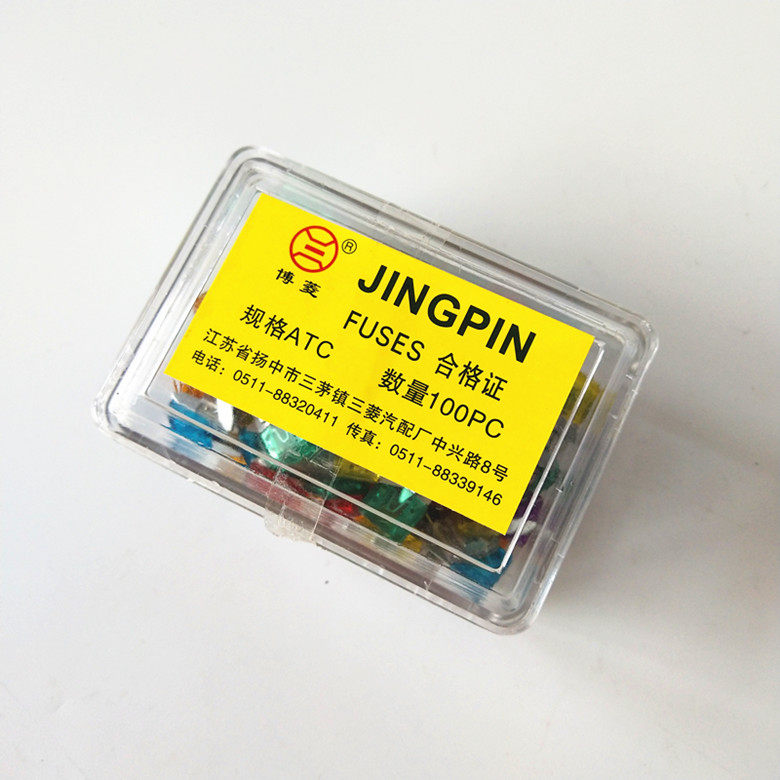 ® JINGPIN
博菱
FUSES 合格证
规格ATC 数量100PC
江苏省扬中市三茅镇三菱汽配厂中兴路8号
电话：0511-88320411 传真：0511-88339146